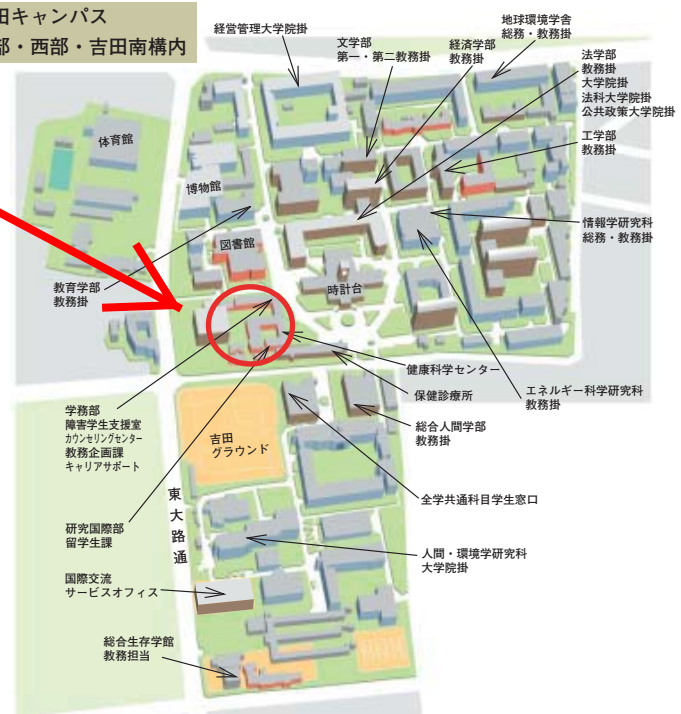 田キャンパス
部・西部・吉田南構内
経営管理大学院掛
文学部
第一・第二教務掛
経済学部
教務掛
地球環境学舎
総務・教務掛
法学部
教務掛
大学院掛
法科大学院掛
公共政策大学院掛
工学部
教務掛
体育館
博物館
情報学研究科
総務・教務掛
図書館
教育学部
教務掛
時計台
健康科学センター
保健診療所
エネルギー科学研究科
教務掛
総合人間学部
教務掛
学務部
障害学生支援室
カウンセリングセンター
教務企画課
キャリアサポート
吉田
グラウンド
東大路通
全学共通科目学生窓口
研究国際部
留学生課
人間・環境学研究科
大学院掛
国際交流
サービスオフィス
総合生存学館
教務担当